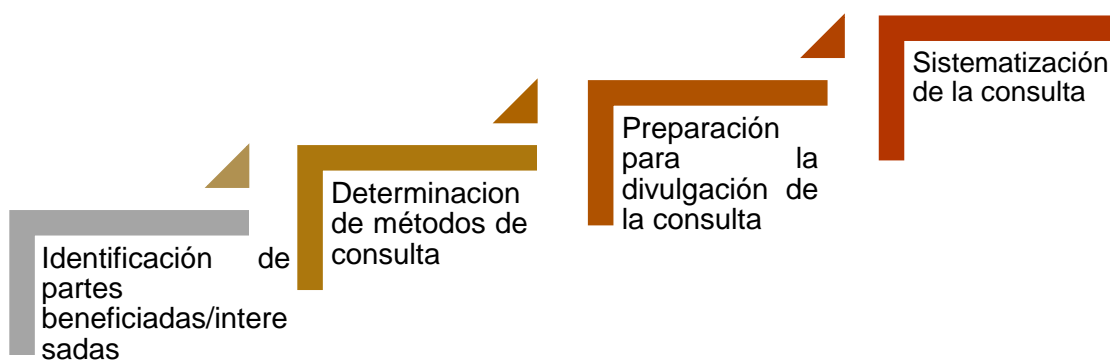 Identificación de
partes
beneficiadas/intere
sadas
Determinacion
de métodos de
consulta
Preparación
para la
divulgación de
la consulta
Sistematización
de la consulta